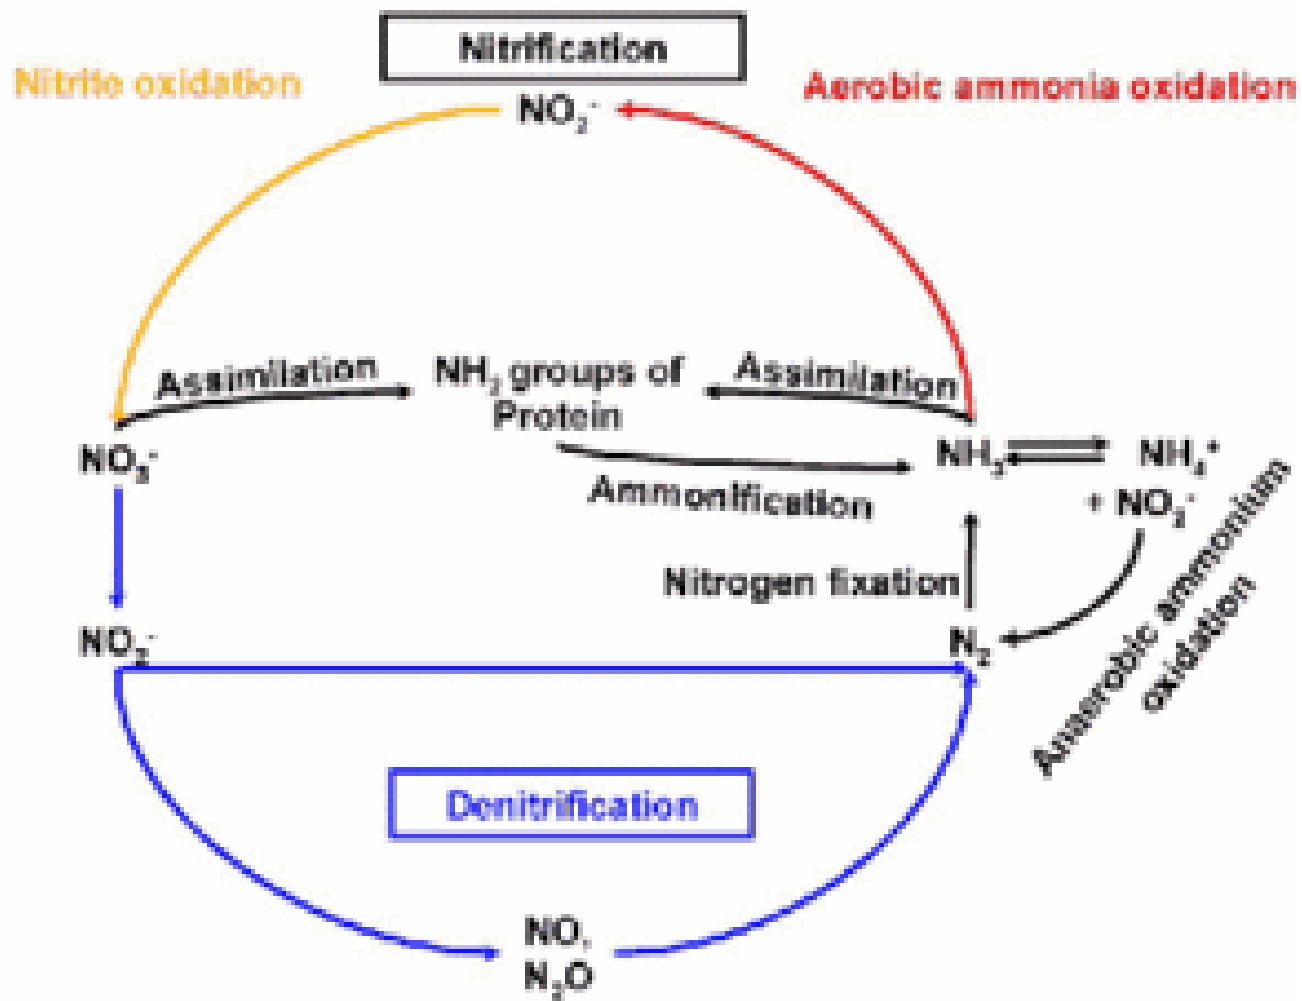 Nitrification
Nitrite oxidation
Aerobic ammonia oxidation
NO₂⁻
Assimilation
NH₂ groups of
Protein
Assimilation
NO₃⁻
NH₃
NH₄⁺
+ NO₂⁻
Ammonification
Nitrogen fixation
Anaerobic ammonium
oxidation
NO₂⁻
N₂
Denitrification
NO,
N₂O